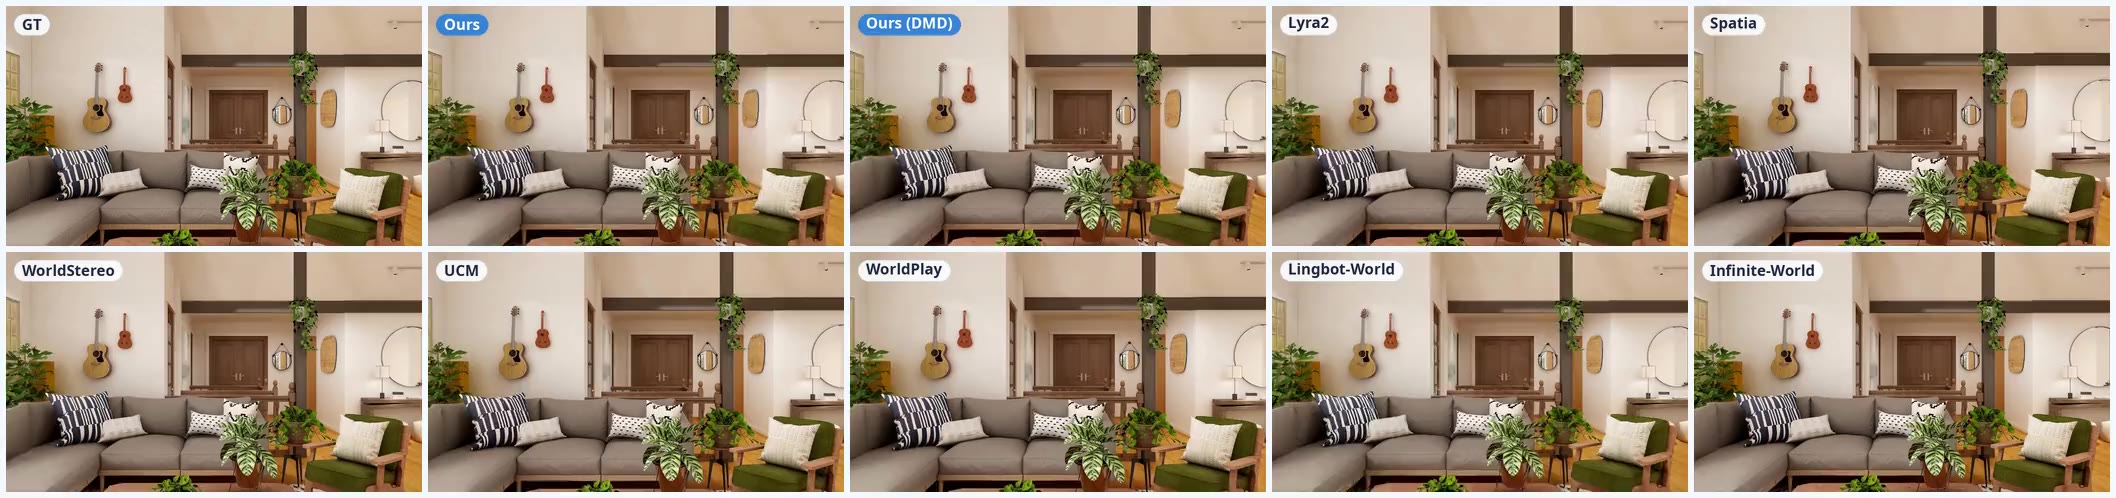 GT
Ours
Ours (DMD)
Lyra2
Spatia
WorldStereo
UCM
WorldPlay
Lingbot-World
Infinite-World